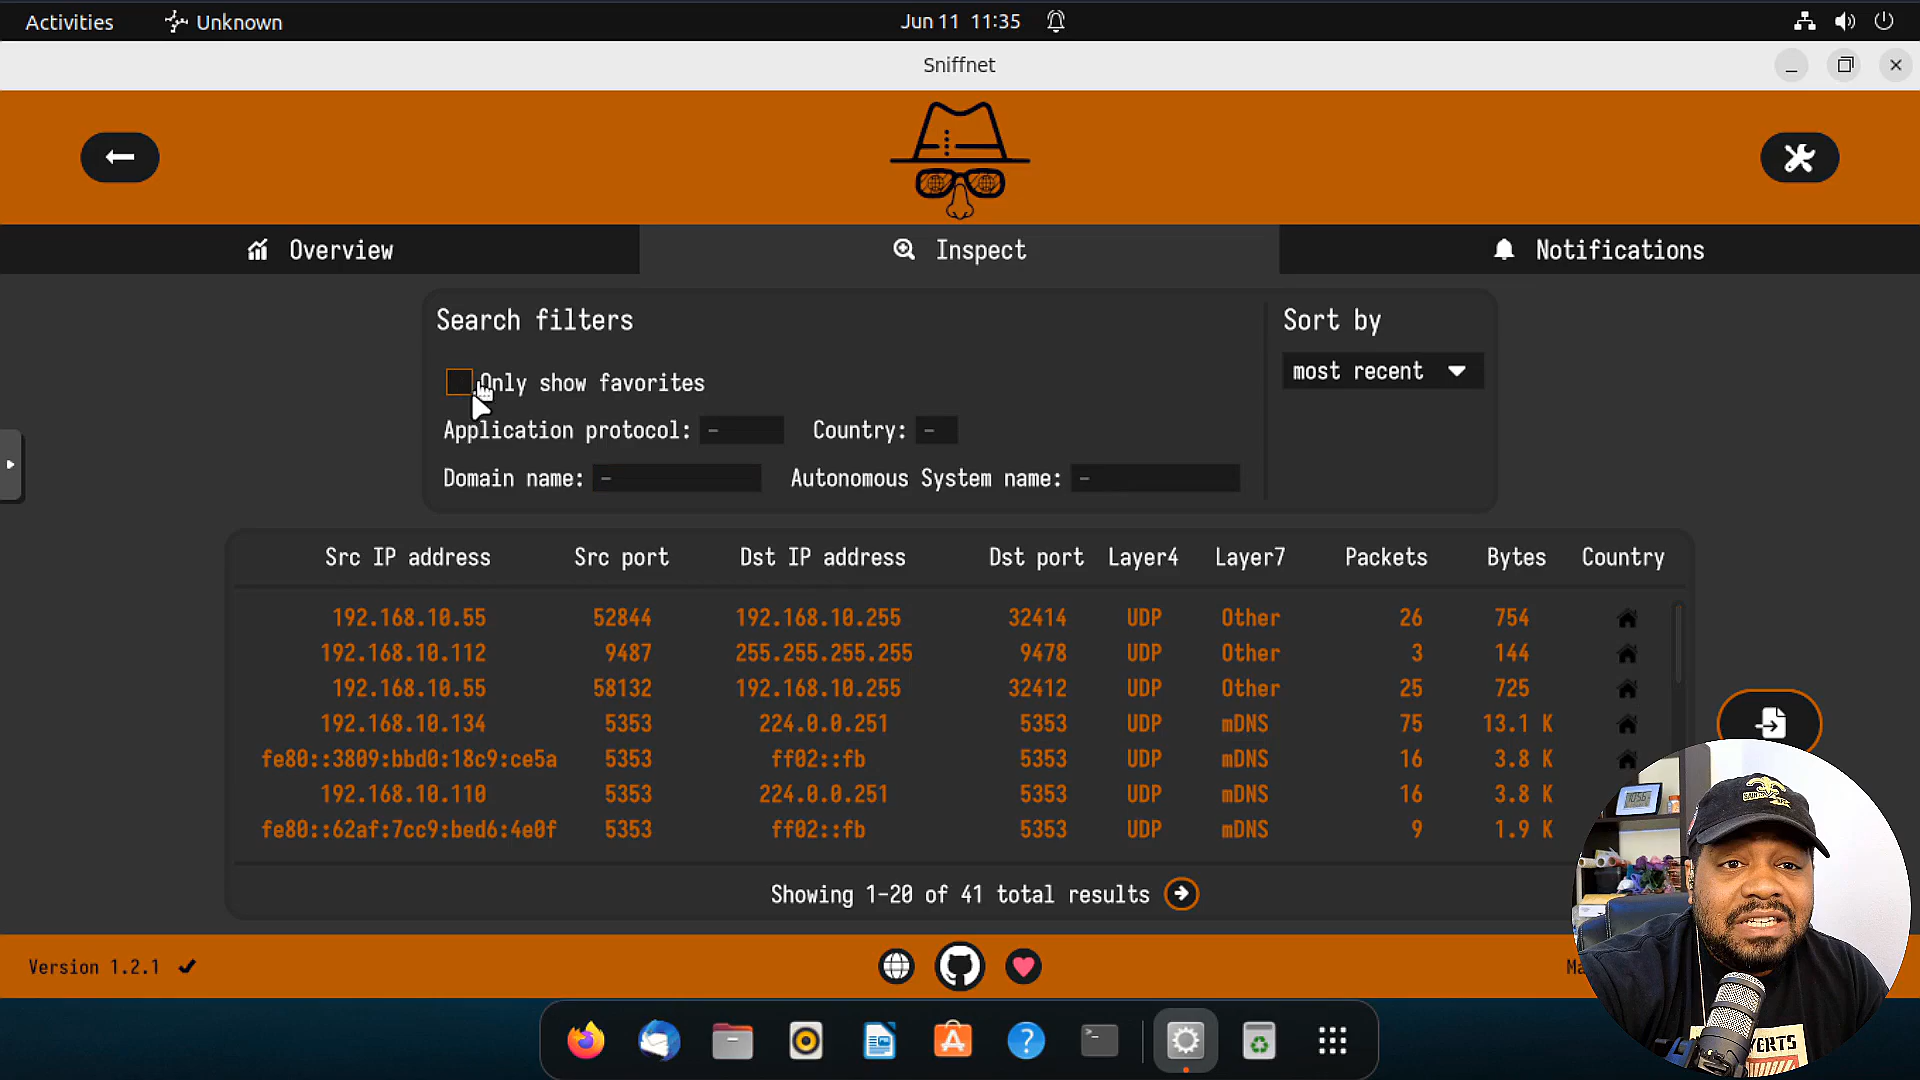 Activities Unknown Jun 11 11:35
Sniffnet
Overview Inspect Notifications
Search filters Sort by
Only show favorites most recent
Application protocol: – Country: –
Domain name: – Autonomous System name: –
Src IP address Src port Dst IP address Dst port Layer4 Layer7 Packets Bytes Country
192.168.10.55 52844 192.168.10.255 32414 UDP Other 26 754
192.168.10.112 9487 255.255.255.255 9478 UDP Other 3 144
192.168.10.55 58132 192.168.10.255 32412 UDP Other 25 725
192.168.10.134 5353 224.0.0.251 5353 UDP mDNS 75 13.1 K
fe80::3809:bbd0:18c9:ce5a 5353 ff02::fb 5353 UDP mDNS 16 3.8 K
192.168.10.110 5353 224.0.0.251 5353 UDP mDNS 16 3.8 K
fe80::62af:7cc9:bed6:4e0f 5353 ff02::fb 5353 UDP mDNS 9 1.9 K
Showing 1-20 of 41 total results
Version 1.2.1